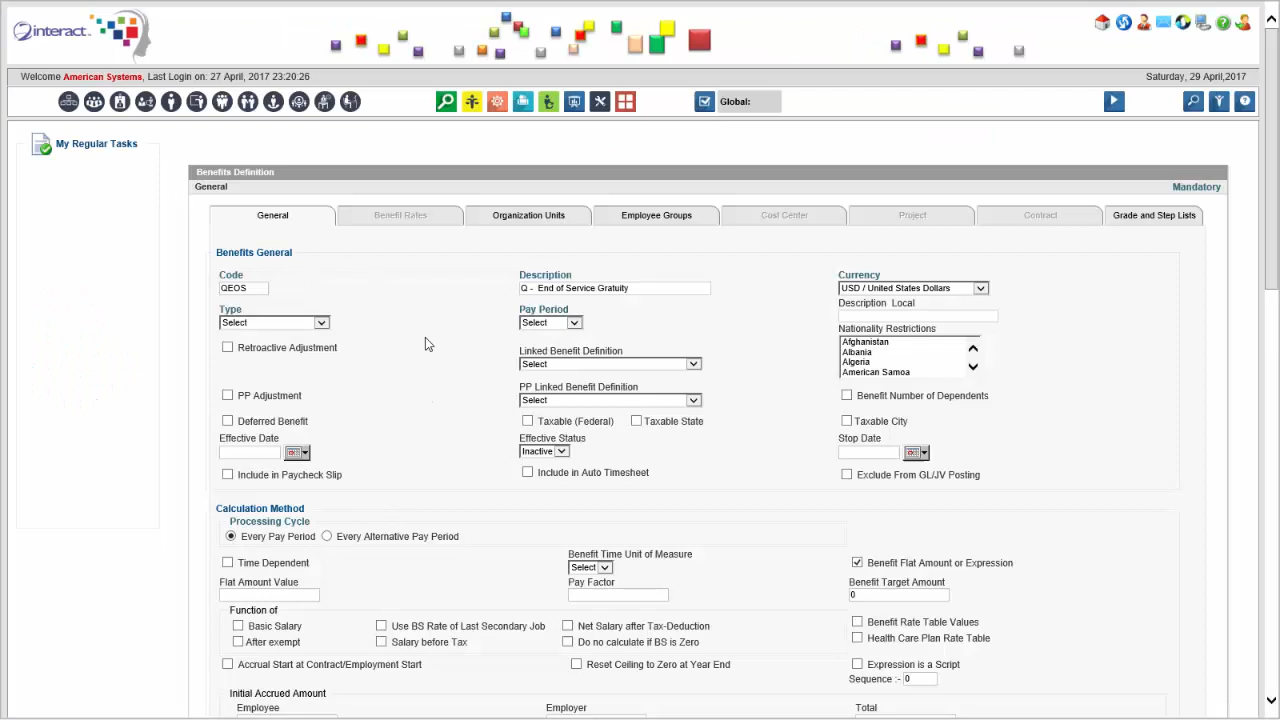 interact
Welcome American Systems, Last Login on: 27 April, 2017 23:20:26
Saturday, 29 April,2017
Global:
My Regular Tasks
Benefits Definition
General
Mandatory
General
Benefit Rates
Organization Units
Employee Groups
Cost Center
Project
Contract
Grade and Step Lists
Benefits General
Code
Description
Currency
QEOS
Q - End of Service Gratuity
USD / United States Dollars
Description Local
Type
Pay Period
Select
Select
Nationality Restrictions
Afghanistan
Albania
Algeria
American Samoa
Retroactive Adjustment
Linked Benefit Definition
Select
PP Linked Benefit Definition
PP Adjustment
Select
Benefit Number of Dependents
Deferred Benefit
Taxable (Federal)
Taxable State
Taxable City
Effective Date
Effective Status
Stop Date
Inactive
Include in Paycheck Slip
Include in Auto Timesheet
Exclude From GL/JV Posting
Calculation Method
Processing Cycle
Every Pay Period
Every Alternative Pay Period
Time Dependent
Benefit Time Unit of Measure
Select
Benefit Flat Amount or Expression
Flat Amount Value
Pay Factor
Benefit Target Amount
0
Function of
Basic Salary
Use BS Rate of Last Secondary Job
Net Salary after Tax-Deduction
Benefit Rate Table Values
After exempt
Salary before Tax
Do no calculate if BS is Zero
Health Care Plan Rate Table
Accrual Start at Contract/Employment Start
Reset Ceiling to Zero at Year End
Expression is a Script
Sequence :- 0
Initial Accrued Amount
Employee
Employer
Total